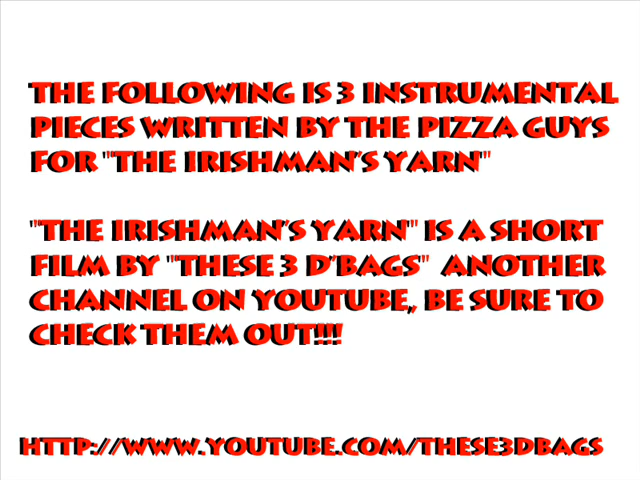 THE FOLLOWING IS 3 INSTRUMENTAL
PIECES WRITTEN BY THE PIZZA GUYS
FOR "THE IRISHMAN'S YARN"
"THE IRISHMAN'S YARN" IS A SHORT
FILM BY "THESE 3 D'BAGS" ANOTHER
CHANNEL ON YOUTUBE, BE SURE TO
CHECK THEM OUT!!!
HTTP://WWW.YOUTUBE.COM/THESE3DBAGS